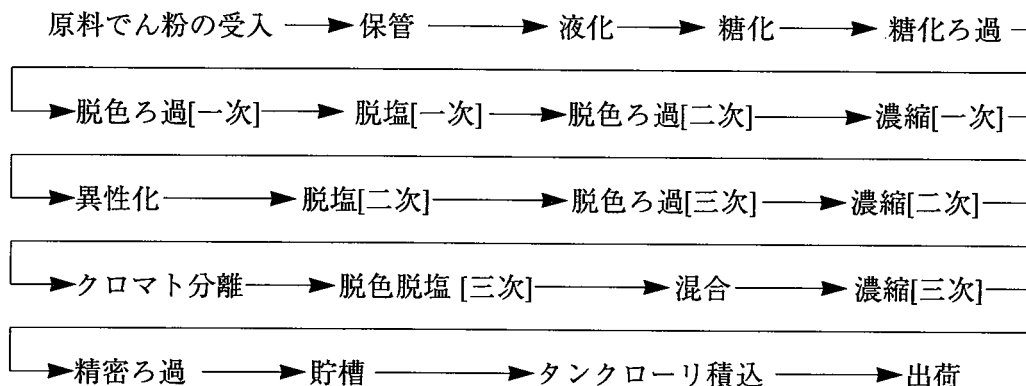 原料でん粉の受入 → 保管 → 液化 → 糖化 → 糖化ろ過
→ 脱色ろ過[一次] → 脱塩[一次] → 脱色ろ過[二次] → 濃縮[一次]
→ 異性化 → 脱塩[二次] → 脱色ろ過[三次] → 濃縮[二次]
→ クロマト分離 → 脱色脱塩 [三次] → 混合 → 濃縮[三次]
→ 精密ろ過 → 貯槽 → タンクローリ積込 → 出荷